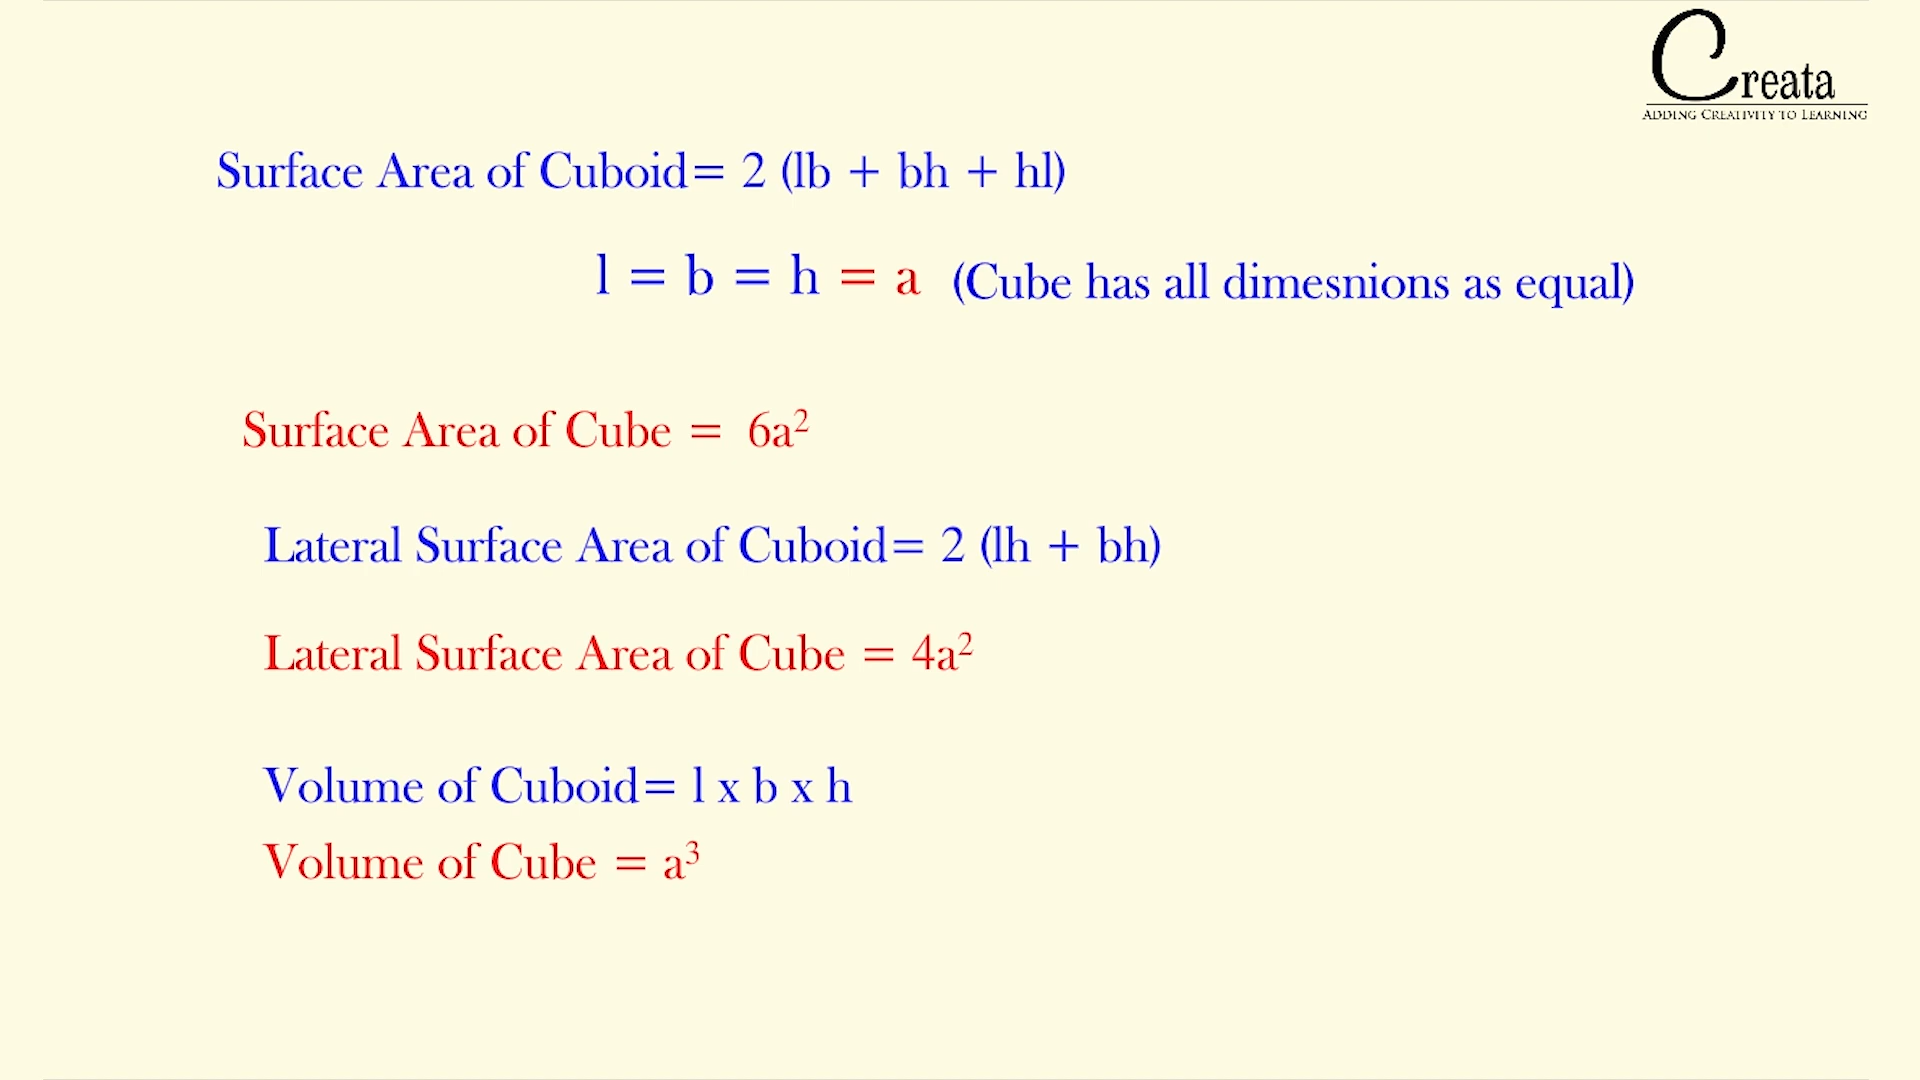 Creata
ADDING CREATIVITY TO LEARNING
Surface Area of Cuboid= 2 (lb + bh + hl)
l = b = h = a (Cube has all dimesnions as equal)
Surface Area of Cube = 6a²
Lateral Surface Area of Cuboid= 2 (lh + bh)
Lateral Surface Area of Cube = 4a²
Volume of Cuboid= l x b x h
Volume of Cube = a³